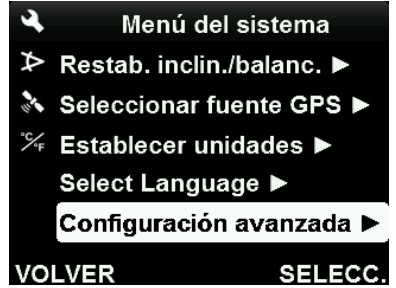 Menú del sistema
Restab. inclin./balanc. ▶
Seleccionar fuente GPS ▶
°C/°F Establecer unidades ▶
Select Language ▶
Configuración avanzada ▶
VOLVER SELECC.